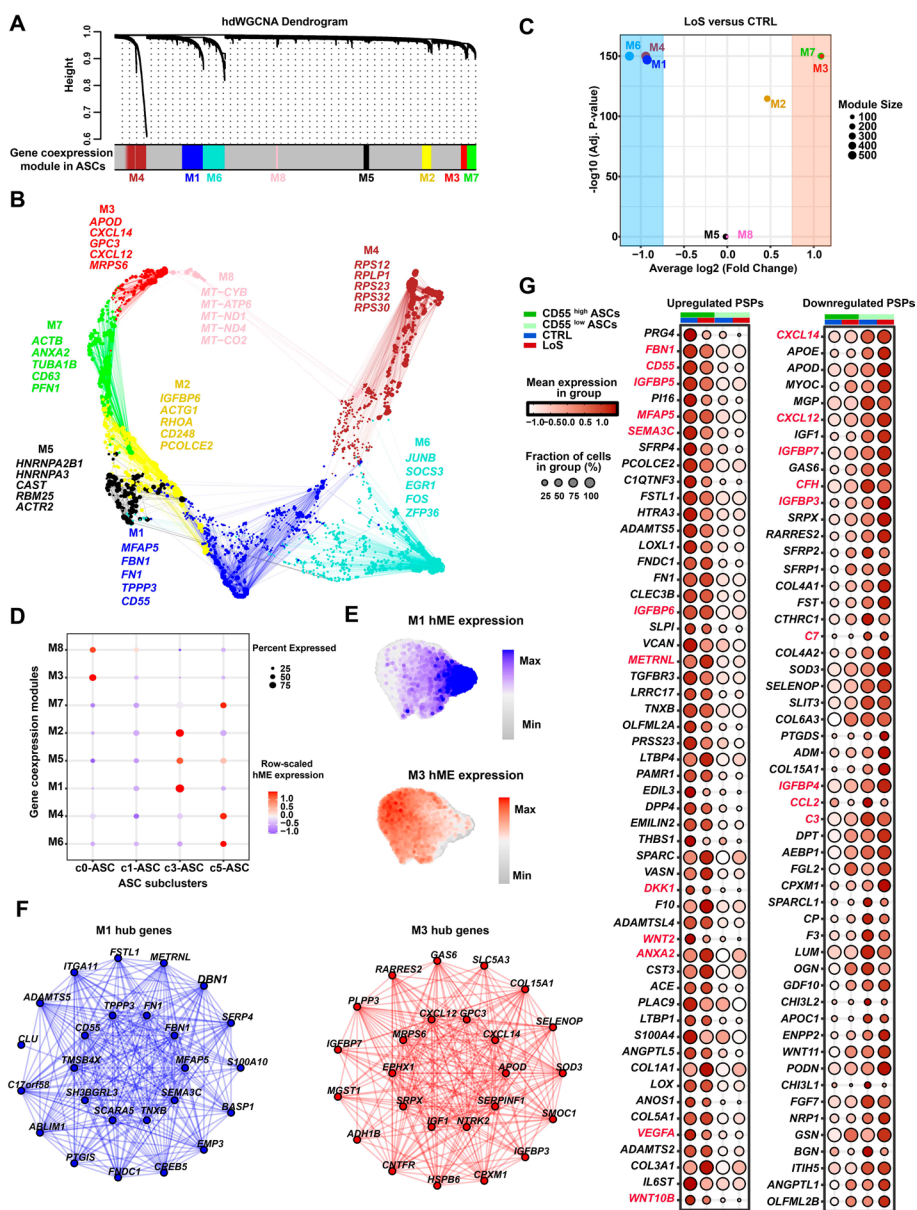 A
hdWGCNA Dendrogram
Height
1.0
0.9
0.8
0.7
0.6
Gene coexpression
module in ASCs
M4
M1
M6
M8
M5
M2
M3
M7
B
M3
APOD
CXCL14
GPC3
CXCL12
MRPS6
M8
MT-CYB
MT-ATP6
MT-ND1
MT-ND4
MT-CO2
M4
RPS12
RPLP1
RPS23
RPS32
RPS30
M7
ACTB
ANXA2
TUBA1B
CD63
PFN1
M2
IGFBP6
ACTG1
RHOA
CD248
PCOLCE2
M5
HNRNPA2B1
HNRNPA3
CAST
RBM25
ACTR2
M6
JUNB
SOCS3
EGR1
FOS
ZFP36
M1
MFAP5
FBN1
FN1
TPPP3
CD55
C
LoS versus CTRL
-log10 (Adj. P-value)
150
100
50
0
M6
M4
M1
M7
M3
M2
M5
M8
-1.0
-0.5
0.0
0.5
1.0
Average log2 (Fold Change)
Module Size
100
200
300
400
500
D
Gene coexpression modules
M8
M3
M7
M2
M5
M1
M4
M6
c0-ASC
c1-ASC
c3-ASC
c5-ASC
ASC subclusters
Percent Expressed
25
50
75
Row-scaled
hME expression
1.0
0.5
0.0
-0.5
-1.0
E
M1 hME expression
Max
Min
M3 hME expression
Max
Min
F
M1 hub genes
FSTL1
METRNL
ITGA11
DBN1
ADAMTS5
TPPP3
FN1
SFRP4
CD55
FBN1
CLU
TMSB4X
MFAP5
S100A10
C17orf58
SH3BGRL3
SEMA3C
BASP1
SCARA5
TNXB
ABLIM1
EMP3
PTGIS
CREB5
FNDC1
M3 hub genes
GAS6
SLC5A3
RARRES2
COL15A1
PLPP3
CXCL12
GPC3
SELENOP
MRPS6
CXCL14
IGFBP7
EPHX1
APOD
SOD3
MGST1
SRPX
SERPINF1
SMOC1
IGF1
NTRK2
ADH1B
IGFBP3
CNTFR
CPXM1
HSPB6
G
CD55 high ASCs
CD55 low ASCs
CTRL
LoS
Mean expression
in group
-1.0-0.5 0.0 0.5 1.0
Fraction of cells
in group (%)
25 50 75 100
Upregulated PSPs
PRG4
FBN1
CD55
IGFBP5
PI16
MFAP5
SEMA3C
SFRP4
PCOLCE2
C1QTNF3
FSTL1
HTRA3
ADAMTS5
LOXL1
FNDC1
FN1
CLEC3B
IGFBP6
SLPI
VCAN
METRNL
TGFBR3
LRRC17
TNXB
OLFML2A
PRSS23
LTBP4
PAMR1
EDIL3
DPP4
EMILIN2
THBS1
SPARC
VASN
DKK1
F10
ADAMTSL4
WNT2
ANXA2
CST3
ACE
PLAC9
LTBP1
S100A4
ANGPTL5
COL1A1
LOX
ANOS1
COL5A1
VEGFA
ADAMTS2
COL3A1
IL6ST
WNT10B
Downregulated PSPs
CXCL14
APOE
APOD
MYOC
MGP
CXCL12
IGF1
IGFBP7
GAS6
CFH
IGFBP3
SRPX
RARRES2
SFRP2
SFRP1
COL4A1
FST
CTHRC1
C7
COL4A2
SOD3
SELENOP
SLIT3
COL6A3
PTGDS
ADM
COL15A1
IGFBP4
CCL2
C3
DPT
AEBP1
FGL2
CPXM1
SPARCL1
CP
F3
LUM
OGN
GDF10
CHI3L2
APOC1
ENPP2
WNT11
PODN
CHI3L1
FGF7
NRP1
GSN
BGN
ITIH5
ANGPTL1
OLFML2B